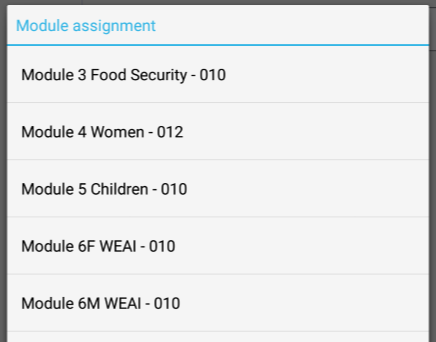 Module assignment
Module 3 Food Security - 010
Module 4 Women - 012
Module 5 Children - 010
Module 6F WEAI - 010
Module 6M WEAI - 010